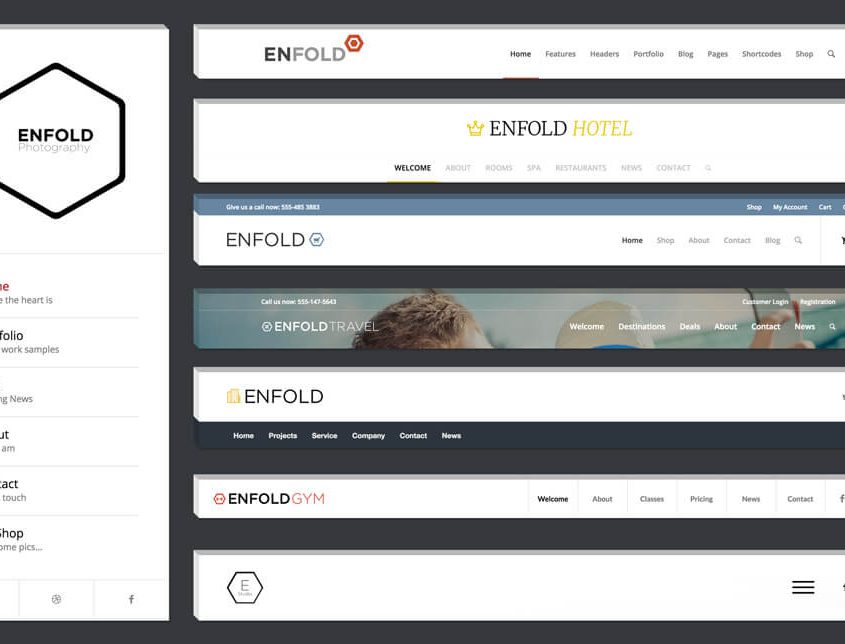 ENFOLD
Photography
me
e the heart is
folio
work samples
ng News
ut
am
tact
touch
Shop
ome pics...
ENFOLD
Home Features Headers Portfolio Blog Pages Shortcodes Shop
ENFOLD HOTEL
WELCOME ABOUT ROOMS SPA RESTAURANTS NEWS CONTACT
Give us a call now: 555-485 3883 Shop My Account Cart
ENFOLD Home Shop About Contact Blog
Call us now: 555-147-5643 Customer Login Registration
ENFOLD TRAVEL Welcome Destinations Deals About Contact News
ENFOLD
Home Projects Service Company Contact News
ENFOLD GYM Welcome About Classes Pricing News Contact
E
Studio